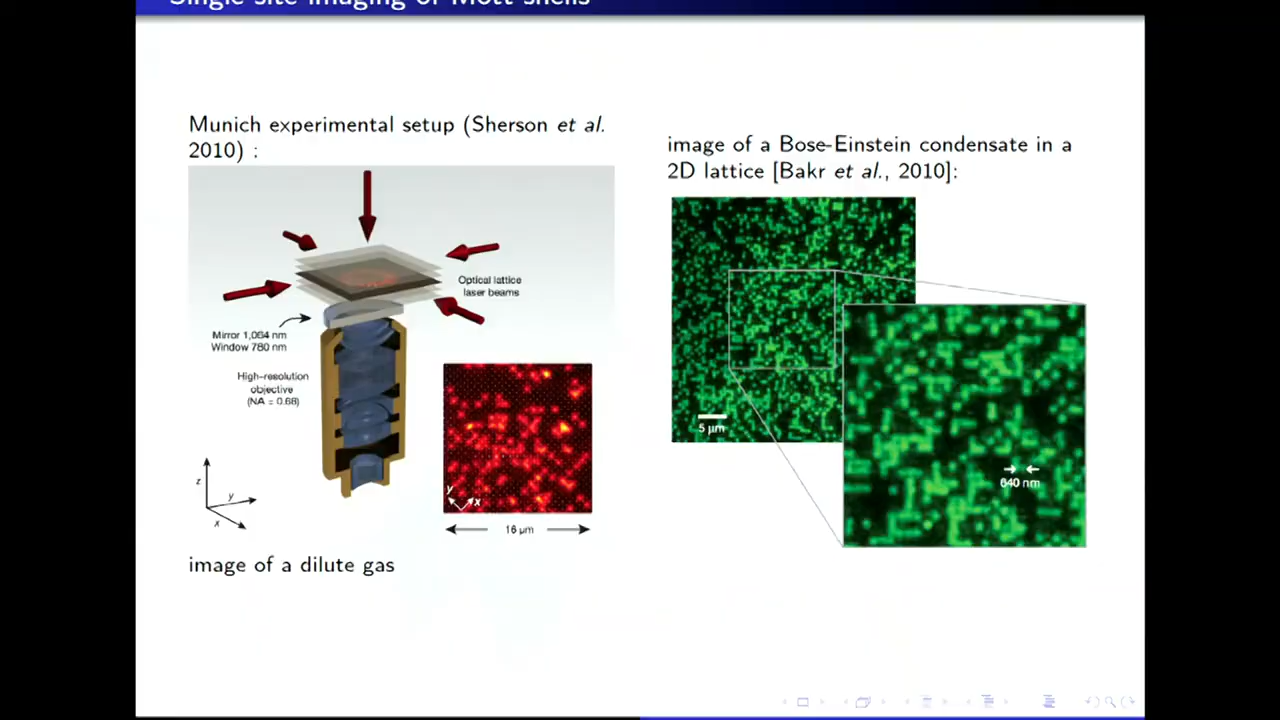 Single site imaging of Mott shells
Munich experimental setup (Sherson et al.
2010) :
Optical lattice
laser beams
Mirror 1,064 nm
Window 780 nm
High-resolution
objective
(NA = 0.68)
z
y
x
y
x
16 μm
image of a dilute gas
image of a Bose-Einstein condensate in a
2D lattice [Bakr et al., 2010]:
5 μm
640 nm